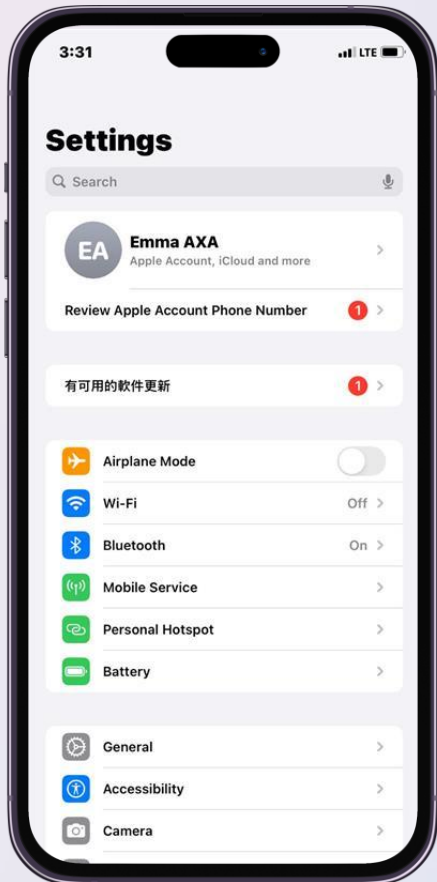 3:31
LTE
Settings
Search
EA
Emma AXA
Apple Account, iCloud and more
Review Apple Account Phone Number
1
有可用的軟件更新
1
Airplane Mode
Wi-Fi
Off
Bluetooth
On
Mobile Service
Personal Hotspot
Battery
General
Accessibility
Camera